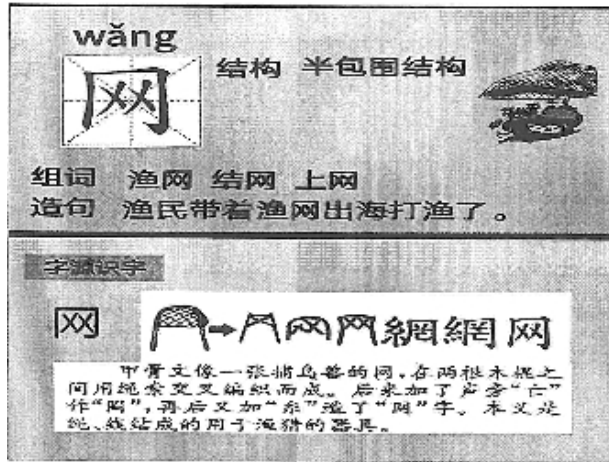 wǎng
网
结构 半包围结构
组词 渔网 结网 上网
造句 渔民带着渔网出海打渔了。
字源识字
网
網 網 网
甲骨文像一张捕鸟兽的网,在两根木棍之
间用绳索交叉编织而成。后来加了声旁“亡”
作“罔”,再后又加“糸”造了“網”字。本义是
绳、线结成的用于渔猎的器具。